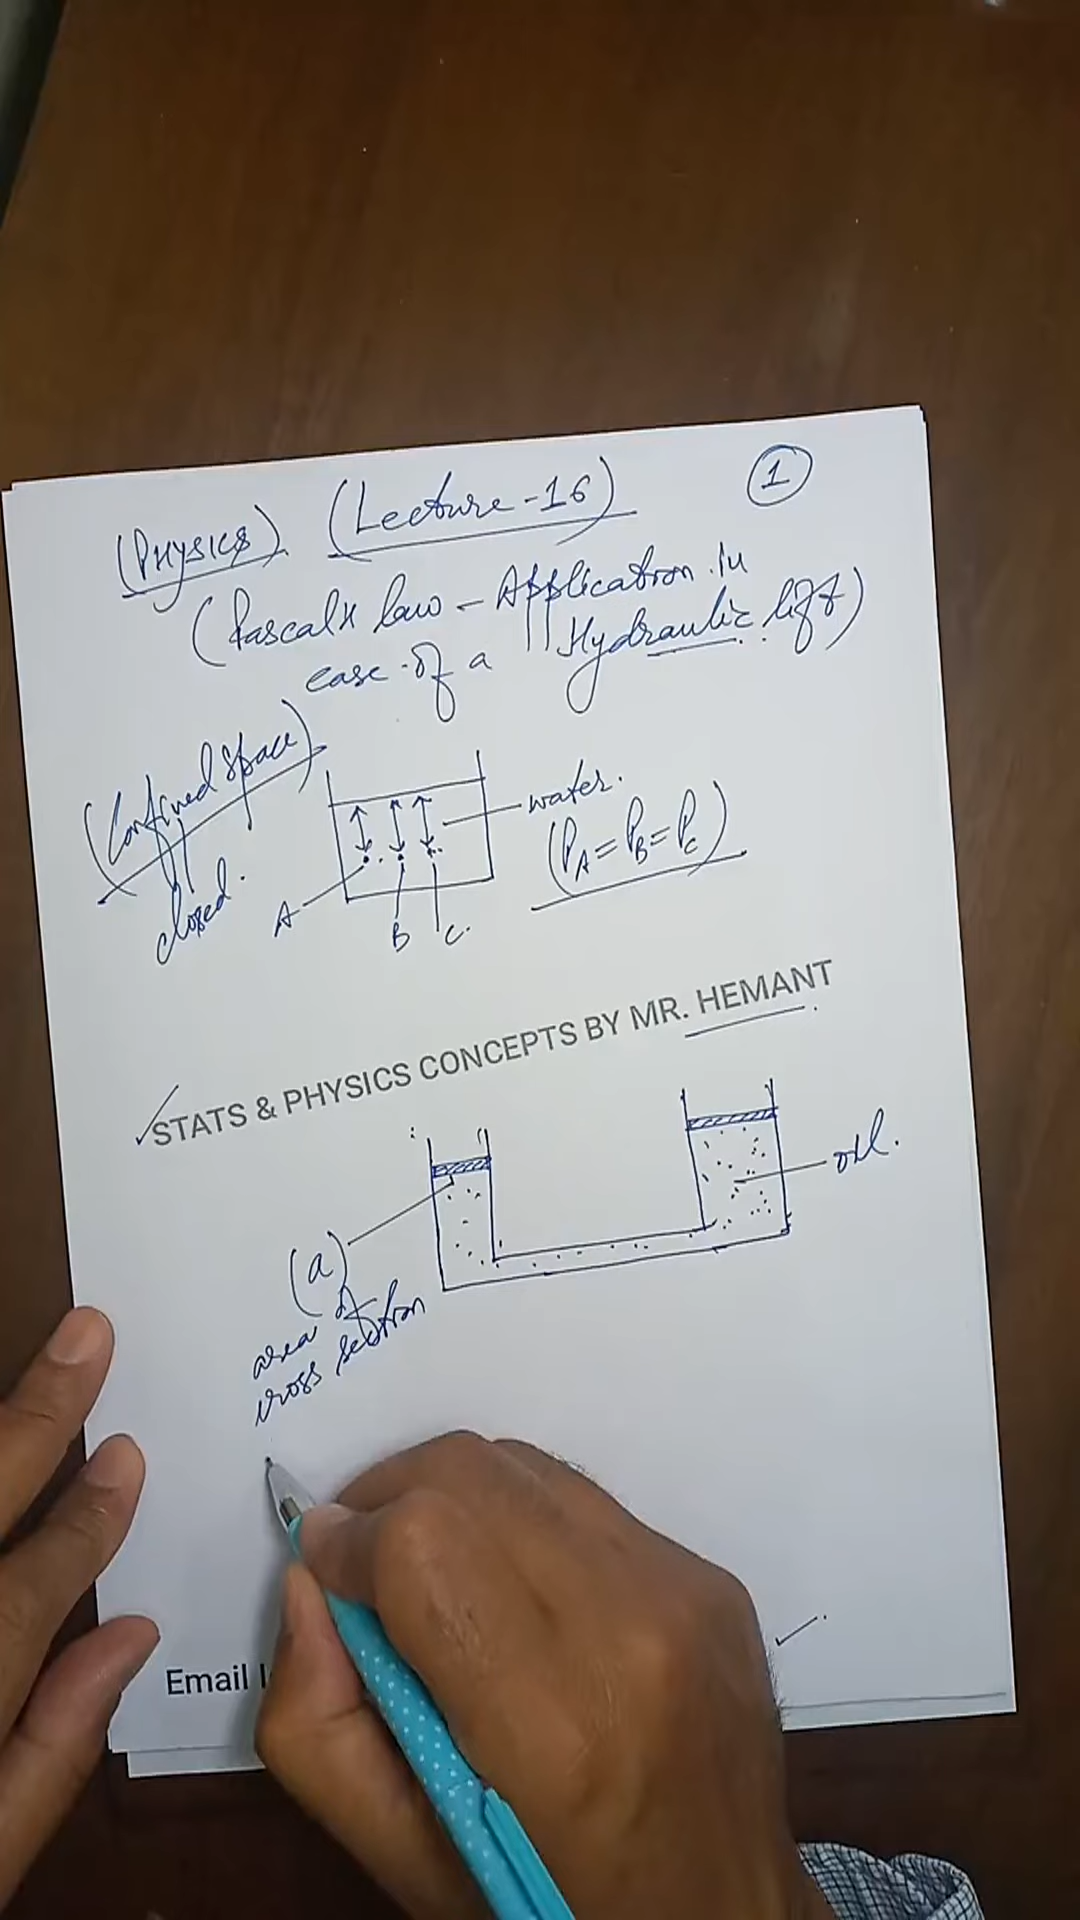 (PHYSICS) (Lecture-16) 1
(Pascal's law - Application in
case of a Hydraulic lift)
(Confined space)
closed.
water.
(PA = PB = PC)
A
B C.
STATS & PHYSICS CONCEPTS BY MR. HEMANT
oil.
(a)
area of
cross section
Email